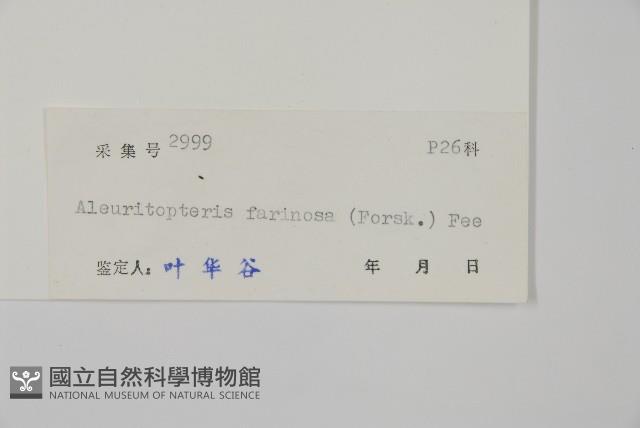 采集号 2999 P26科
Aleuritopteris farinosa (Forsk.) Fee
鉴定人: 叶华谷 年 月 日
國立自然科學博物館
NATIONAL MUSEUM OF NATURAL SCIENCE